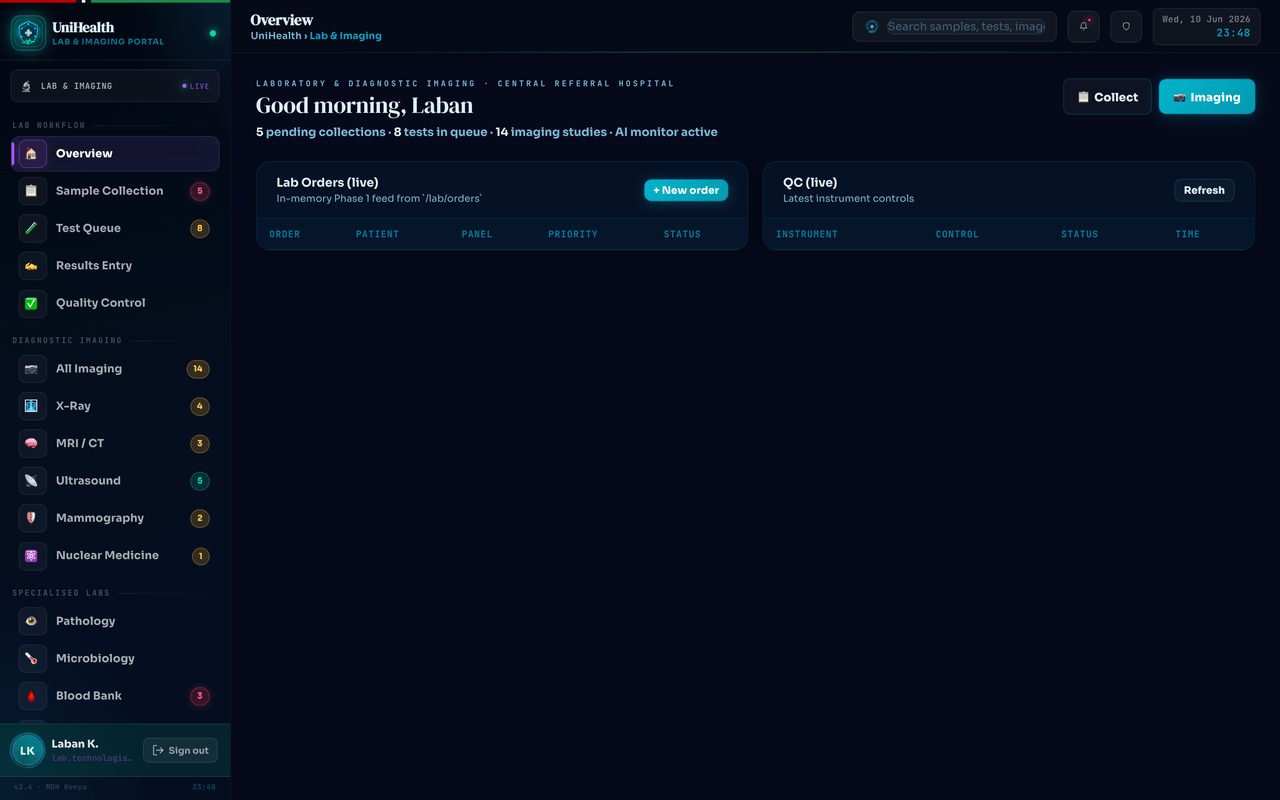 UniHealth
LAB & IMAGING PORTAL
LAB & IMAGING
LIVE
LAB WORKFLOW
Overview
Sample Collection 5
Test Queue 8
Results Entry
Quality Control
DIAGNOSTIC IMAGING
All Imaging 14
X-Ray 4
MRI / CT 3
Ultrasound 5
Mammography 2
Nuclear Medicine 1
SPECIALISED LABS
Pathology
Microbiology
Blood Bank 3
LK
Laban K.
lab.technologis…
Sign out
v2.4 · MOH Kenya 23:48
Overview
UniHealth › Lab & Imaging
Search samples, tests, imag
Wed, 10 Jun 2026
23:48
LABORATORY & DIAGNOSTIC IMAGING · CENTRAL REFERRAL HOSPITAL
Good morning, Laban
5 pending collections · 8 tests in queue · 14 imaging studies · AI monitor active
Collect
Imaging
Lab Orders (live)
In-memory Phase 1 feed from `/lab/orders`
+ New order
ORDER PATIENT PANEL PRIORITY STATUS
QC (live)
Latest instrument controls
Refresh
INSTRUMENT CONTROL STATUS TIME